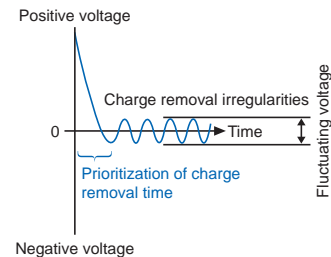 Positive voltage
Charge removal irregularities
0
Time
Fluctuating voltage
Prioritization of charge
removal time
Negative voltage